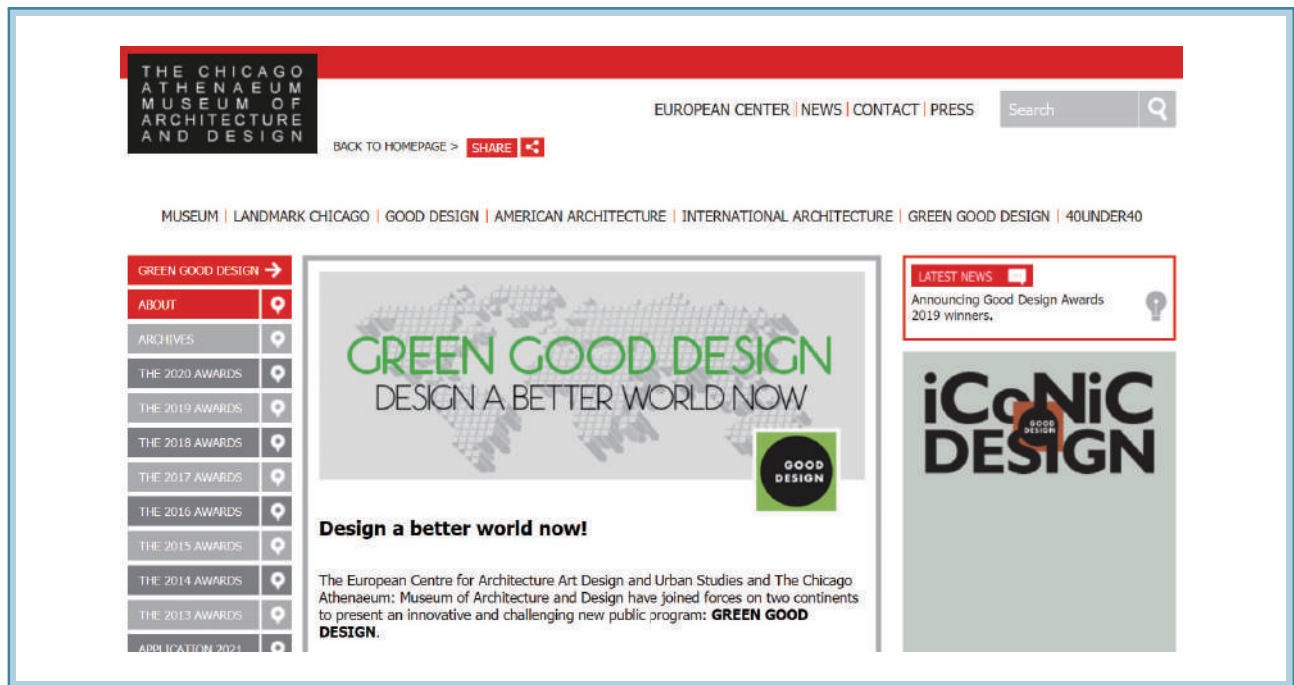 THE CHICAGO
ATHENAEUM
MUSEUM OF
ARCHITECTURE
AND DESIGN
EUROPEAN CENTER | NEWS | CONTACT | PRESS
Search
BACK TO HOMEPAGE > SHARE
MUSEUM | LANDMARK CHICAGO | GOOD DESIGN | AMERICAN ARCHITECTURE | INTERNATIONAL ARCHITECTURE | GREEN GOOD DESIGN | 40UNDER40
GREEN GOOD DESIGN
ABOUT
ARCHIVES
THE 2020 AWARDS
THE 2019 AWARDS
THE 2018 AWARDS
THE 2017 AWARDS
THE 2016 AWARDS
THE 2015 AWARDS
THE 2014 AWARDS
THE 2013 AWARDS
APPLICATION 2021
GREEN GOOD DESIGN
DESIGN A BETTER WORLD NOW
GOOD
DESIGN
Design a better world now!
The European Centre for Architecture Art Design and Urban Studies and The Chicago
Athenaeum: Museum of Architecture and Design have joined forces on two continents
to present an innovative and challenging new public program: GREEN GOOD
DESIGN.
LATEST NEWS
Announcing Good Design Awards
2019 winners.
iCoNiC
GOOD
DESIGN
DESIGN